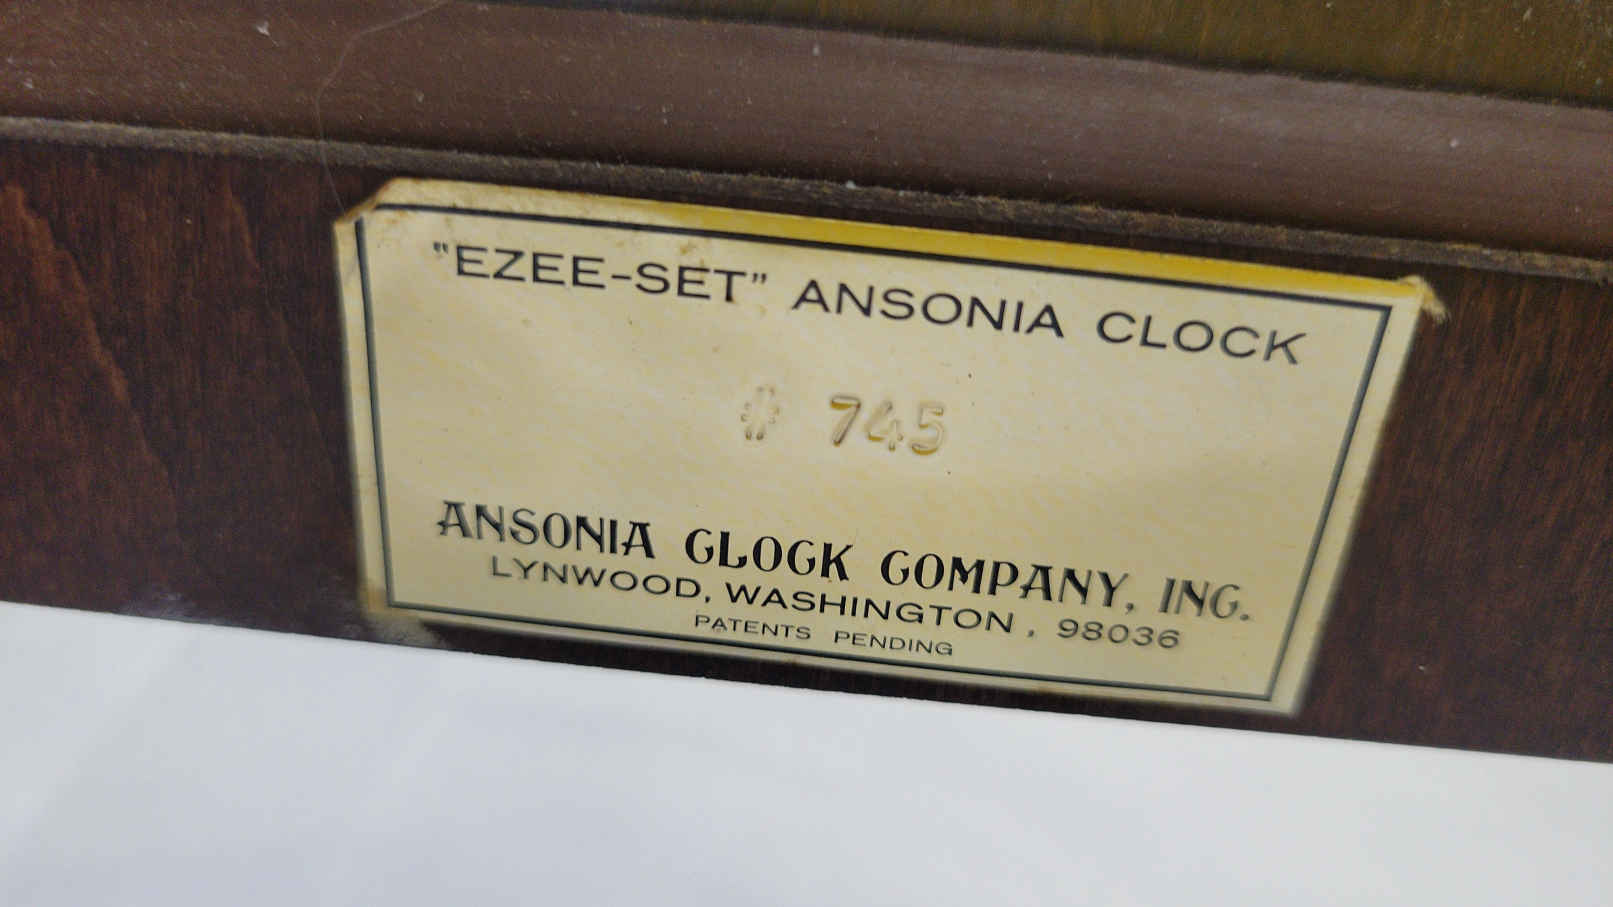 "EZEE-SET" ANSONIA CLOCK
# 745
ANSONIA CLOCK COMPANY, INC.
LYNWOOD, WASHINGTON, 98036
PATENTS PENDING